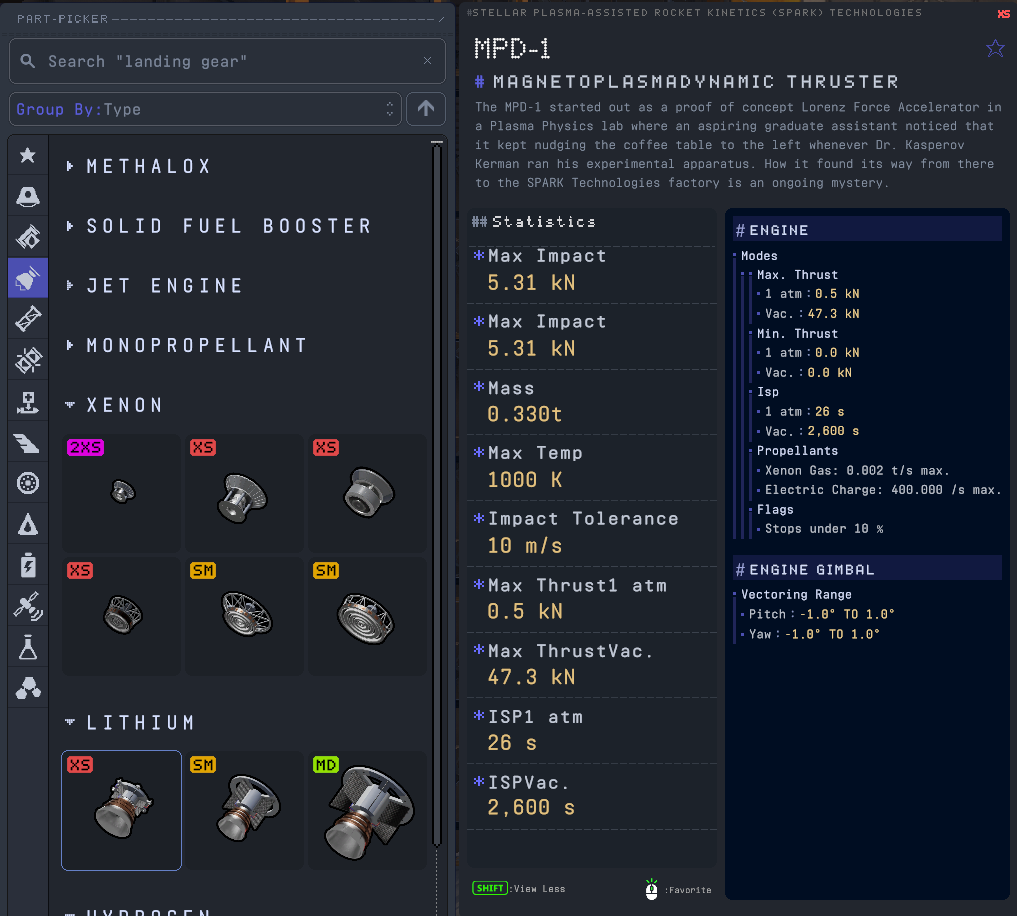 PART-PICKER
Search "landing gear"
Group By:Type
METHALOX
SOLID FUEL BOOSTER
JET ENGINE
MONOPROPELLANT
XENON
2XS
XS
XS
XS
SM
SM
LITHIUM
XS
SM
MD
HYDROGEN
#STELLAR PLASMA-ASSISTED ROCKET KINETICS (SPARK) TECHNOLOGIES
XS
MPD-1
# MAGNETOPLASMADYNAMIC THRUSTER
The MPD-1 started out as a proof of concept Lorenz Force Accelerator in
a Plasma Physics lab where an aspiring graduate assistant noticed that
it kept nudging the coffee table to the left whenever Dr. Kasperov
Kerman ran his experimental apparatus. How it found its way from there
to the SPARK Technologies factory is an ongoing mystery.
## Statistics
*Max Impact
5.31 kN
*Max Impact
5.31 kN
*Mass
0.330t
*Max Temp
1000 K
*Impact Tolerance
10 m/s
*Max Thrust1 atm
0.5 kN
*Max ThrustVac.
47.3 kN
*ISP1 atm
26 s
*ISPVac.
2,600 s
SHIFT:View Less
:Favorite
# ENGINE
Modes
Max. Thrust
1 atm: 0.5 kN
Vac.: 47.3 kN
Min. Thrust
1 atm: 0.0 kN
Vac.: 0.0 kN
Isp
1 atm: 26 s
Vac.: 2,600 s
Propellants
Xenon Gas: 0.002 t/s max.
Electric Charge: 400.000 /s max.
Flags
Stops under 10 %
# ENGINE GIMBAL
Vectoring Range
Pitch: -1.0° TO 1.0°
Yaw: -1.0° TO 1.0°